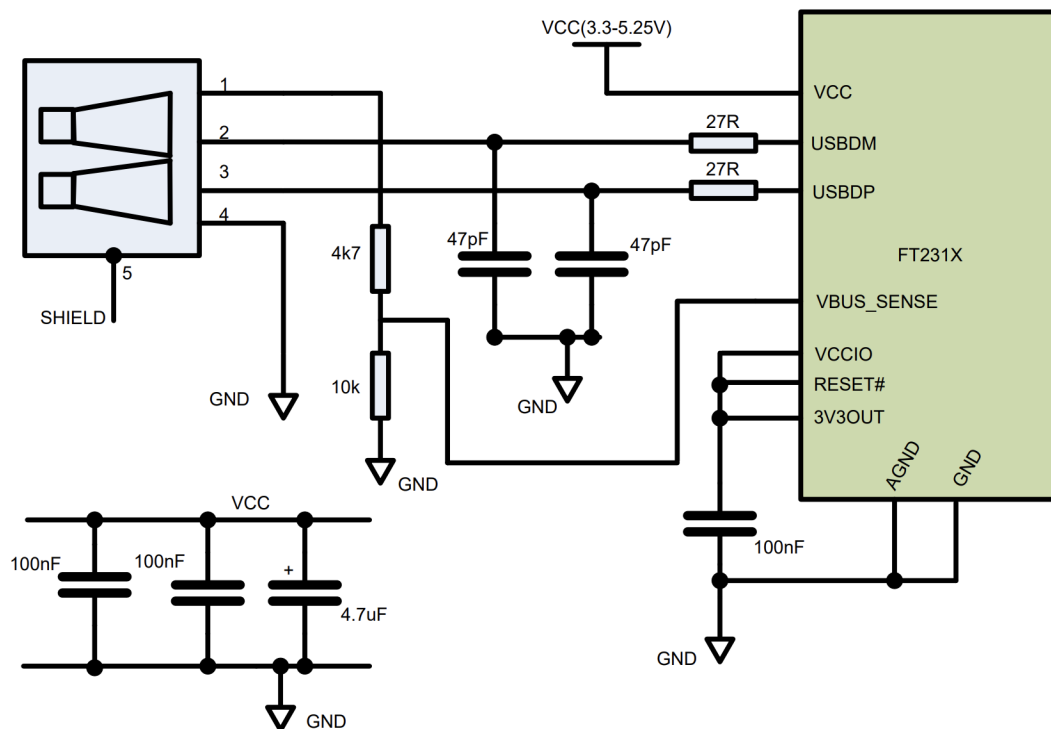 VCC(3.3-5.25V)
1
VCC
27R
2
USBDM
27R
3
USBDP
4
47pF
47pF
4k7
FT231X
5
SHIELD
VBUS_SENSE
VCCIO
10k
RESET#
GND
GND
3V3OUT
AGND
GND
GND
VCC
100nF
100nF
100nF
+
4.7uF
GND
GND